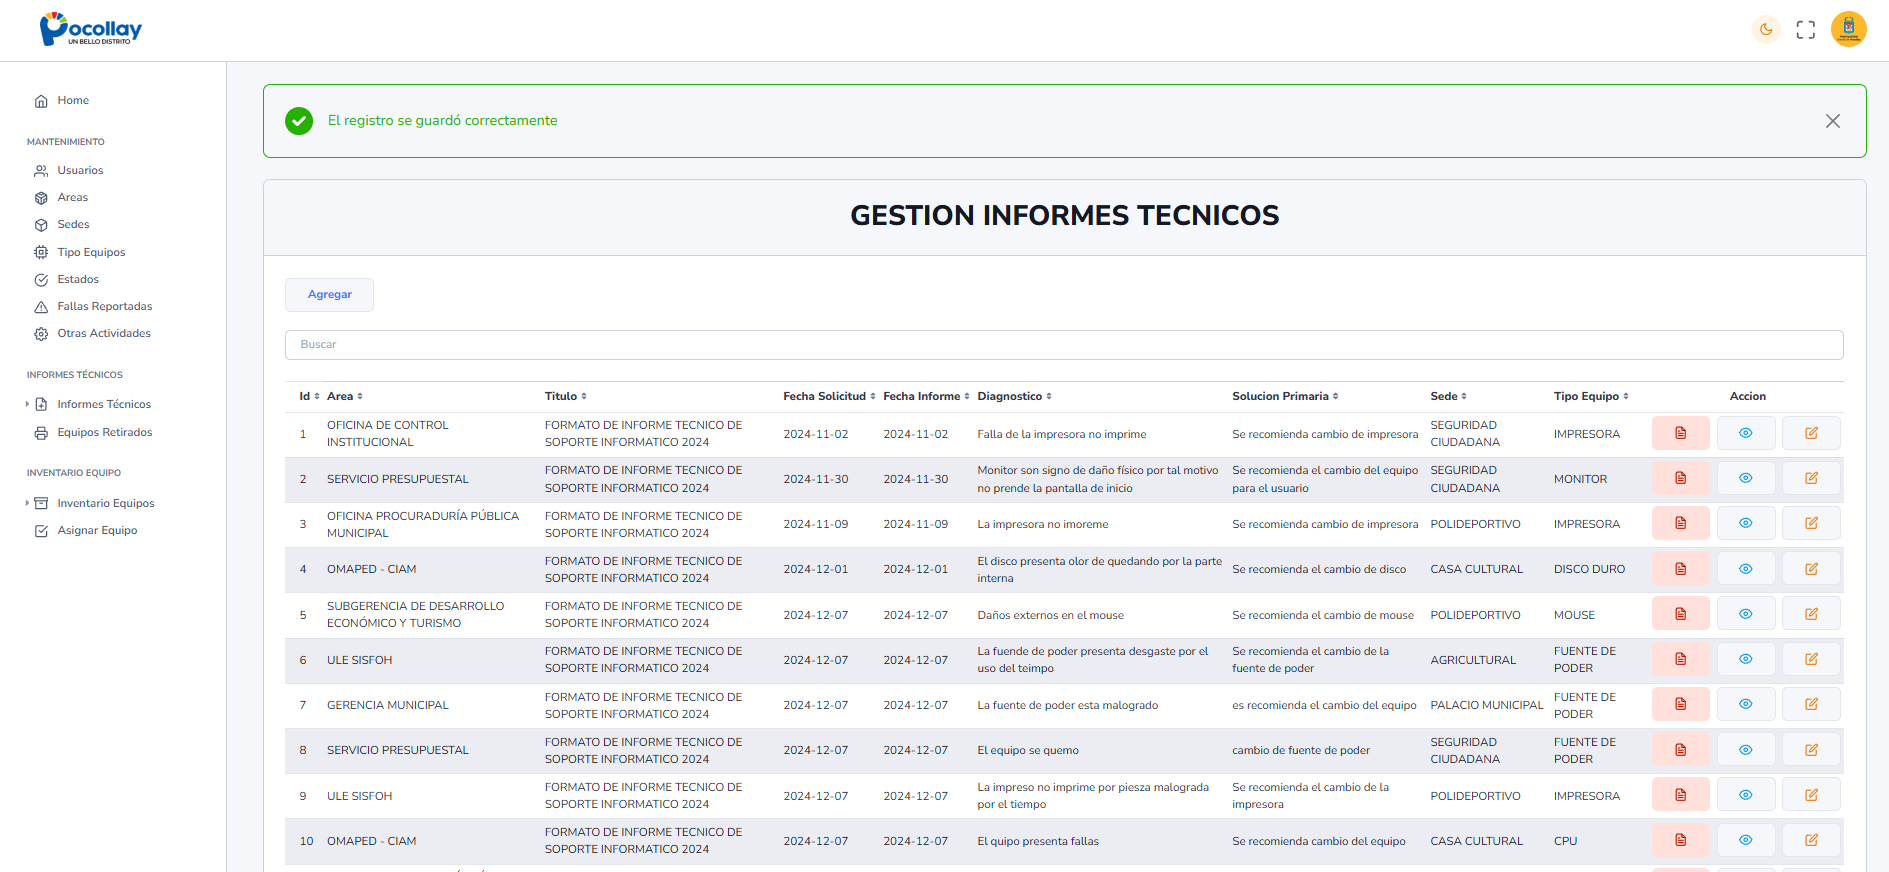 Pocollay
UN BELLO DISTRITO
Home
MANTENIMIENTO
Usuarios
Areas
Sedes
Tipo Equipos
Estados
Fallas Reportadas
Otras Actividades
INFORMES TÉCNICOS
Informes Técnicos
Equipos Retirados
INVENTARIO EQUIPO
Inventario Equipos
Asignar Equipo
El registro se guardó correctamente
GESTION INFORMES TECNICOS
Agregar
Buscar
Id Area Titulo Fecha Solicitud Fecha Informe Diagnostico Solucion Primaria Sede Tipo Equipo Accion
1 OFICINA DE CONTROL INSTITUCIONAL FORMATO DE INFORME TECNICO DE SOPORTE INFORMATICO 2024 2024-11-02 2024-11-02 Falla de la impresora no imprime Se recomienda cambio de impresora SEGURIDAD CIUDADANA IMPRESORA
2 SERVICIO PRESUPUESTAL FORMATO DE INFORME TECNICO DE SOPORTE INFORMATICO 2024 2024-11-30 2024-11-30 Monitor son signo de daño físico por tal motivo no prende la pantalla de inicio Se recomienda el cambio del equipo para el usuario SEGURIDAD CIUDADANA MONITOR
3 OFICINA PROCURADURÍA PÚBLICA MUNICIPAL FORMATO DE INFORME TECNICO DE SOPORTE INFORMATICO 2024 2024-11-09 2024-11-09 La impresora no imoreme Se recomienda cambio de impresora POLIDEPORTIVO IMPRESORA
4 OMAPED - CIAM FORMATO DE INFORME TECNICO DE SOPORTE INFORMATICO 2024 2024-12-01 2024-12-01 El disco presenta olor de quedando por la parte interna Se recomienda el cambio de disco CASA CULTURAL DISCO DURO
5 SUBGERENCIA DE DESARROLLO ECONÓMICO Y TURISMO FORMATO DE INFORME TECNICO DE SOPORTE INFORMATICO 2024 2024-12-07 2024-12-07 Daños externos en el mouse Se recomienda el cambio de mouse POLIDEPORTIVO MOUSE
6 ULE SISFOH FORMATO DE INFORME TECNICO DE SOPORTE INFORMATICO 2024 2024-12-07 2024-12-07 La fuende de poder presenta desgaste por el uso del teimpo Se recomienda el cambio de la fuente de poder AGRICULTURAL FUENTE DE PODER
7 GERENCIA MUNICIPAL FORMATO DE INFORME TECNICO DE SOPORTE INFORMATICO 2024 2024-12-07 2024-12-07 La fuente de poder esta malogrado es recomienda el cambio del equipo PALACIO MUNICIPAL FUENTE DE PODER
8 SERVICIO PRESUPUESTAL FORMATO DE INFORME TECNICO DE SOPORTE INFORMATICO 2024 2024-12-07 2024-12-07 El equipo se quemo cambio de fuente de poder SEGURIDAD CIUDADANA FUENTE DE PODER
9 ULE SISFOH FORMATO DE INFORME TECNICO DE SOPORTE INFORMATICO 2024 2024-12-07 2024-12-07 La impreso no imprime por piesza malograda por el tiempo Se recomienda el cambio de la impresora POLIDEPORTIVO IMPRESORA
10 OMAPED - CIAM FORMATO DE INFORME TECNICO DE SOPORTE INFORMATICO 2024 2024-12-07 2024-12-07 El quipo presenta fallas Se recomienda cambio del equipo CASA CULTURAL CPU